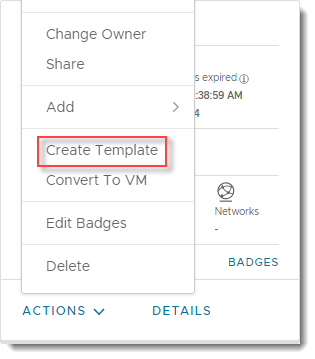 Change Owner
Share
s expired
Add
:38:59 AM
4
Create Template
Convert To VM
Networks
Edit Badges
-
Delete
BADGES
ACTIONS
DETAILS